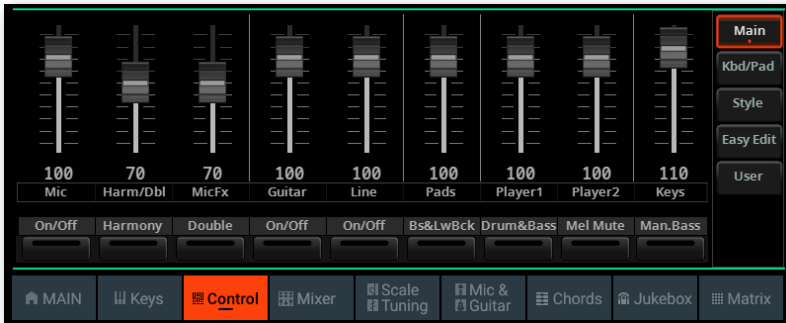 Main
Kbd/Pad
Style
Easy Edit
User
100 70 70 100 100 100 100 100 110
Mic Harm/Dbl MicFx Guitar Line Pads Player1 Player2 Keys
On/Off Harmony Double On/Off On/Off Bs&LwBck Drum&Bass Mel Mute Man.Bass
MAIN Keys Control Mixer Scale Tuning Mic & Guitar Chords Jukebox Matrix